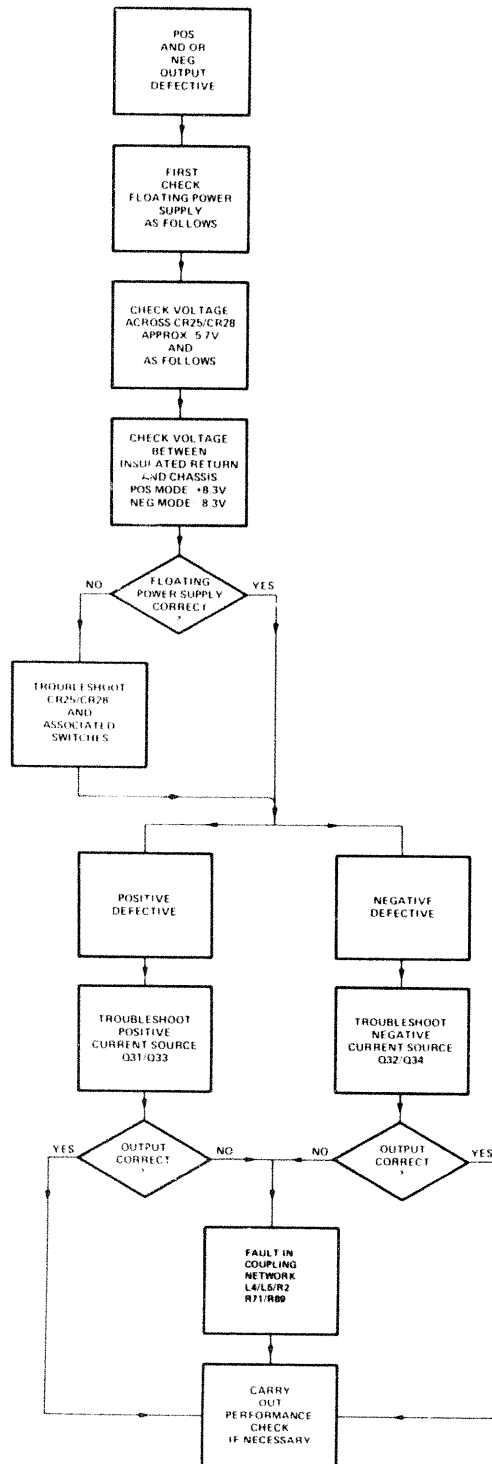 POS
AND OR
NEG
OUTPUT
DEFECTIVE
FIRST
CHECK
FLOATING POWER
SUPPLY
AS FOLLOWS
CHECK VOLTAGE
ACROSS CR25/CR28
APPROX 5.7V
AND
AS FOLLOWS
CHECK VOLTAGE
BETWEEN
INSULATED RETURN
AND CHASSIS
POS MODE +8.3V
NEG MODE 8.3V
NO
FLOATING
POWER SUPPLY
CORRECT
?
YES
TROUBLESHOOT
CR25/CR28
AND
ASSOCIATED
SWITCHES
POSITIVE
DEFECTIVE
NEGATIVE
DEFECTIVE
TROUBLESHOOT
POSITIVE
CURRENT SOURCE
Q31/Q33
TROUBLESHOOT
NEGATIVE
CURRENT SOURCE
Q32/Q34
YES
OUTPUT
CORRECT
?
NO
NO
OUTPUT
CORRECT
?
YES
FAULT IN
COUPLING
NETWORK
L4/L5/R2
R71/R89
CARRY
OUT
PERFORMANCE
CHECK
IF NECESSARY